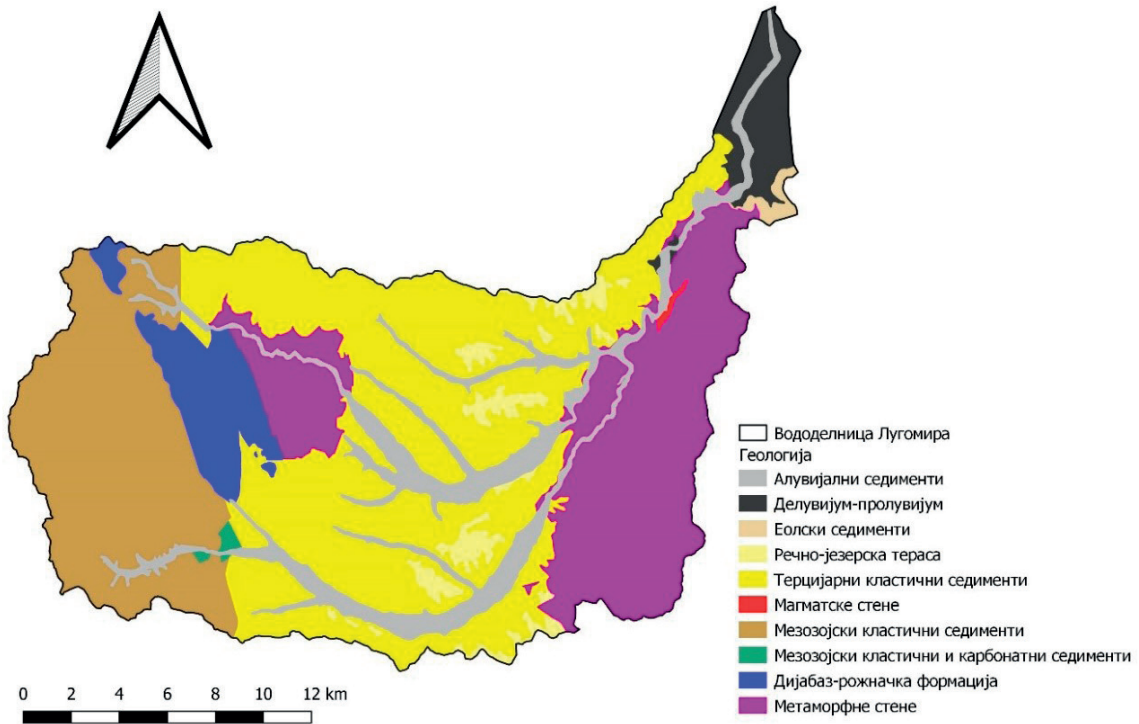 Вододелница Лугомира
Геологија
Алувијални седименти
Делувијум-пролувијум
Еолски седименти
Речно-језерска тераса
Терцијарни кластични седименти
Магматске стене
Мезозојски кластични седименти
Мезозојски кластични и карбонатни седименти
Дијабаз-рожначка формација
Метаморфне стене
0 2 4 6 8 10 12 km